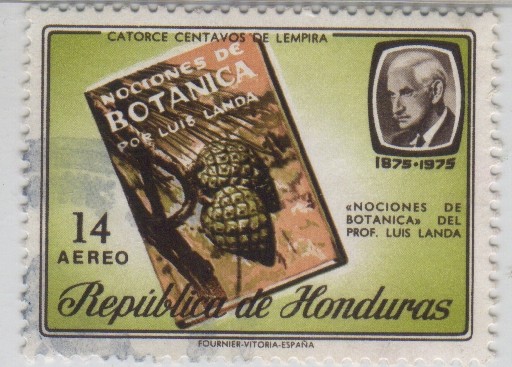 CATORCE CENTAVOS DE LEMPIRA
NOCIONES DE
BOTANICA
POR LUIS LANDA
1875·1975
«NOCIONES DE
BOTANICA» DEL
PROF. LUIS LANDA
14
AEREO
República de Honduras
FOURNIER-VITORIA-ESPAÑA